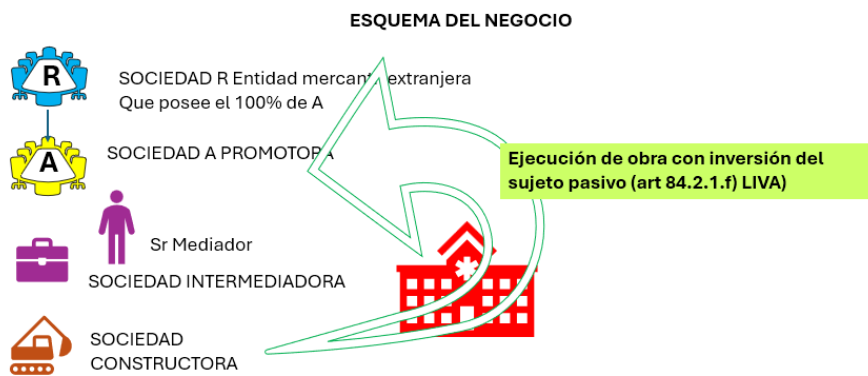 ESQUEMA DEL NEGOCIO
R
SOCIEDAD R Entidad mercantil extranjera
Que posee el 100% de A
A
SOCIEDAD A PROMOTORA
Ejecución de obra con inversión del
sujeto pasivo (art 84.2.1.f) LIVA)
Sr Mediador
SOCIEDAD INTERMEDIADORA
SOCIEDAD
CONSTRUCTORA